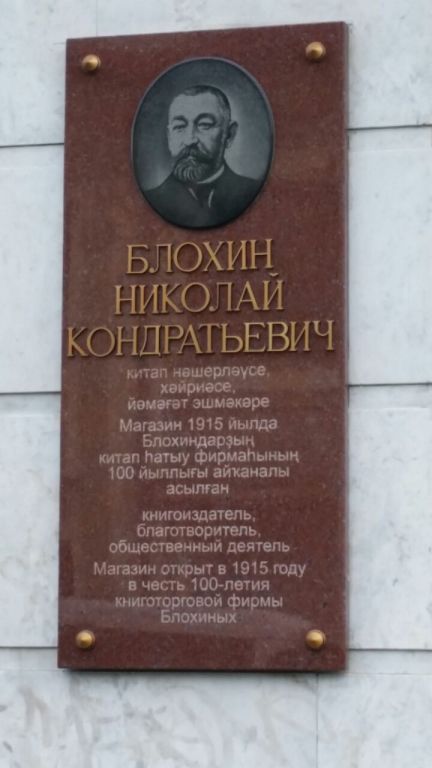 БЛОХИН
НИКОЛАЙ
КОНДРАТЬЕВИЧ
китап нәшерләүсе,
хәйриәсе,
йәмәғәт эшмәкәре
Магазин 1915 йылда
Блохиндарҙың
китап һатыу фирмаһының
100 йыллығы айҡанлы
асылған
книгоиздатель,
благотворитель,
общественный деятель
Магазин открыт в 1915 году
в честь 100-летия
книготорговой фирмы
Блохиных